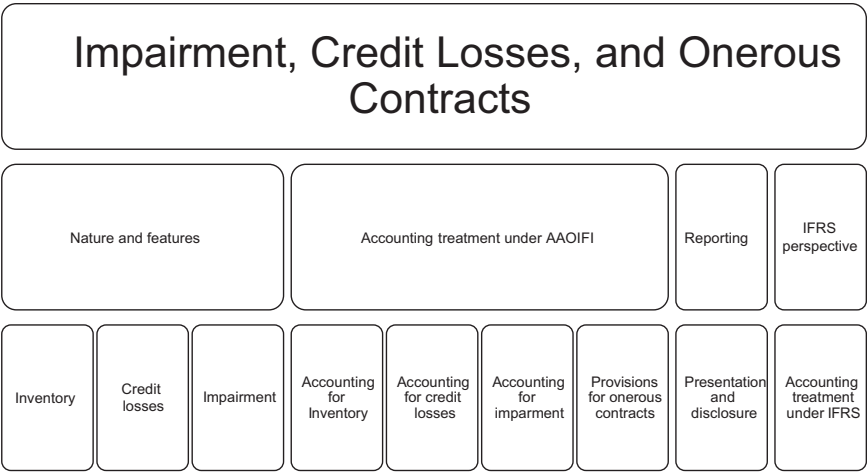 Impairment, Credit Losses, and Onerous
Contracts
Nature and features
Accounting treatment under AAOIFI
Reporting
IFRS
perspective
Inventory
Credit
losses
Impairment
Accounting
for
Inventory
Accounting
for credit
losses
Accounting
for
imparment
Provisions
for onerous
contracts
Presentation
and
disclosure
Accounting
treatment
under IFRS